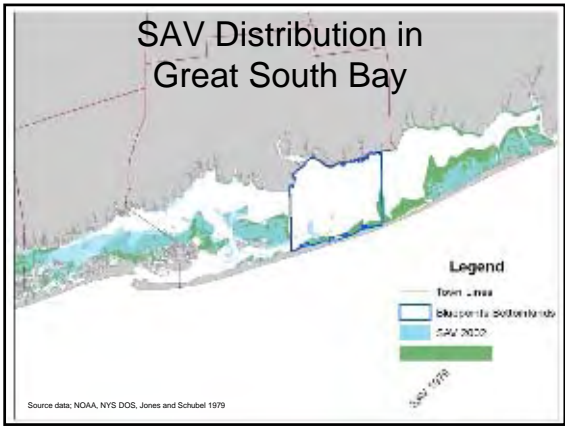 SAV Distribution in
Great South Bay
Legend
Town Lines
Bluepoints Bottomlands
SAV 2002
SAV 1979
Source data; NOAA, NYS DOS, Jones and Schubel 1979